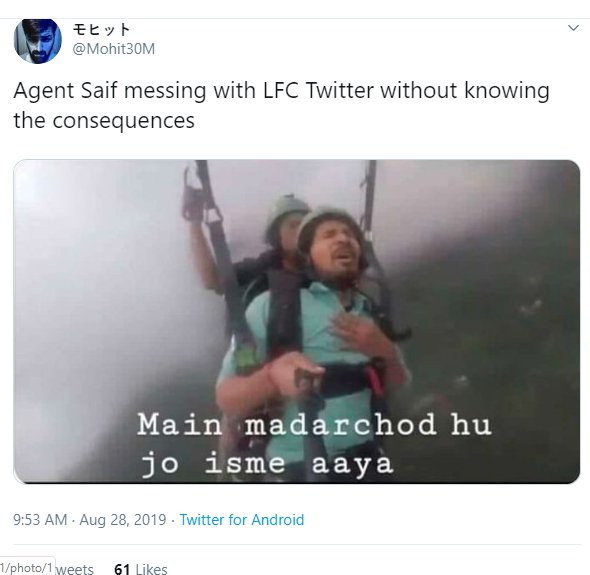 モヒット
@Mohit30M
Agent Saif messing with LFC Twitter without knowing
the consequences
Main madarchod hu
jo isme aaya
9:53 AM · Aug 28, 2019 · Twitter for Android
1/photo/1 weets 61 Likes